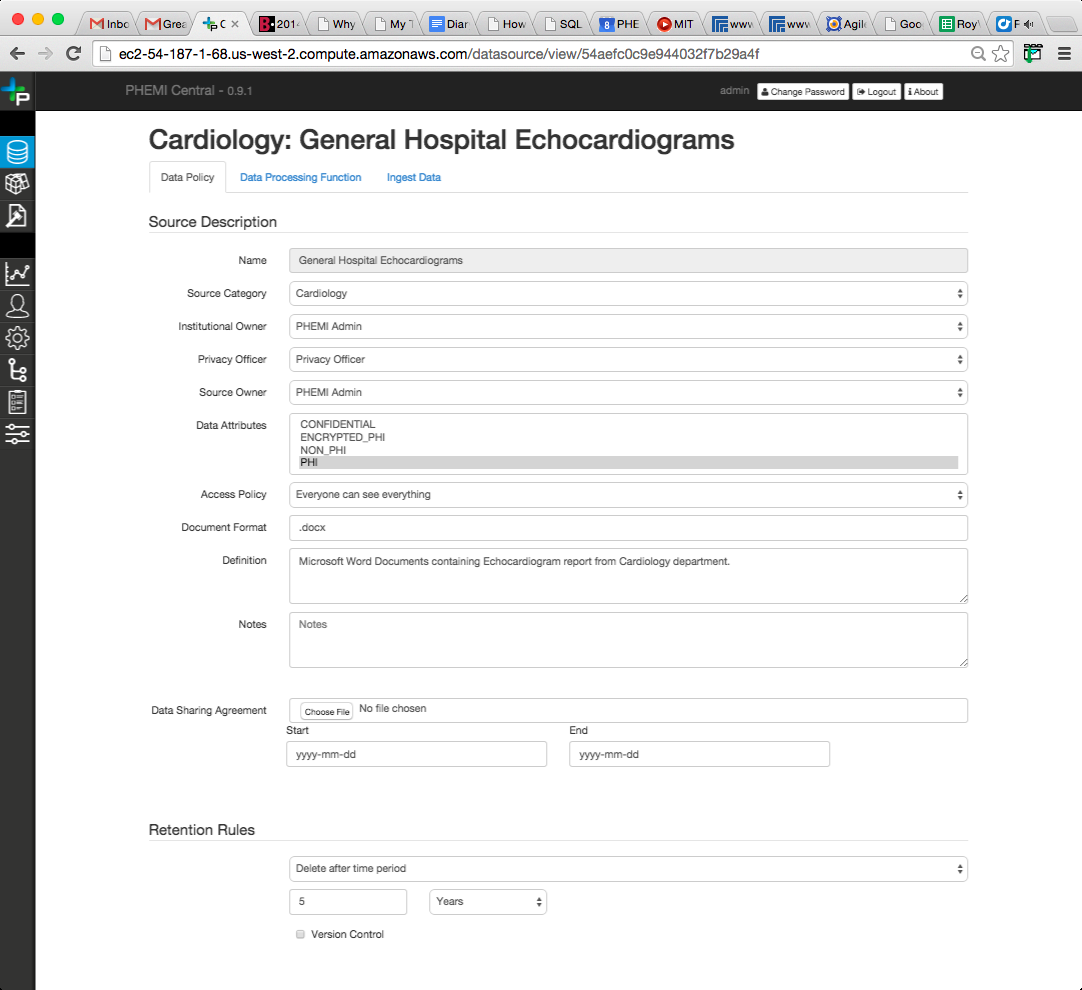 Inbo
Grea
C
2014
Why
My T
Diar
How
SQL
PHE
MIT
www
www
Agile
Goo
Roy
F
ec2-54-187-1-68.us-west-2.compute.amazonaws.com/datasource/view/54aefc0c9e944032f7b29a4f
PHEMI Central - 0.9.1
admin Change Password Logout About
Cardiology: General Hospital Echocardiograms
Data Policy Data Processing Function Ingest Data
Source Description
Name General Hospital Echocardiograms
Source Category Cardiology
Institutional Owner PHEMI Admin
Privacy Officer Privacy Officer
Source Owner PHEMI Admin
Data Attributes CONFIDENTIAL
ENCRYPTED_PHI
NON_PHI
PHI
Access Policy Everyone can see everything
Document Format .docx
Definition Microsoft Word Documents containing Echocardiogram report from Cardiology department.
Notes Notes
Data Sharing Agreement Choose File No file chosen
Start End
yyyy-mm-dd yyyy-mm-dd
Retention Rules
Delete after time period
5 Years
Version Control